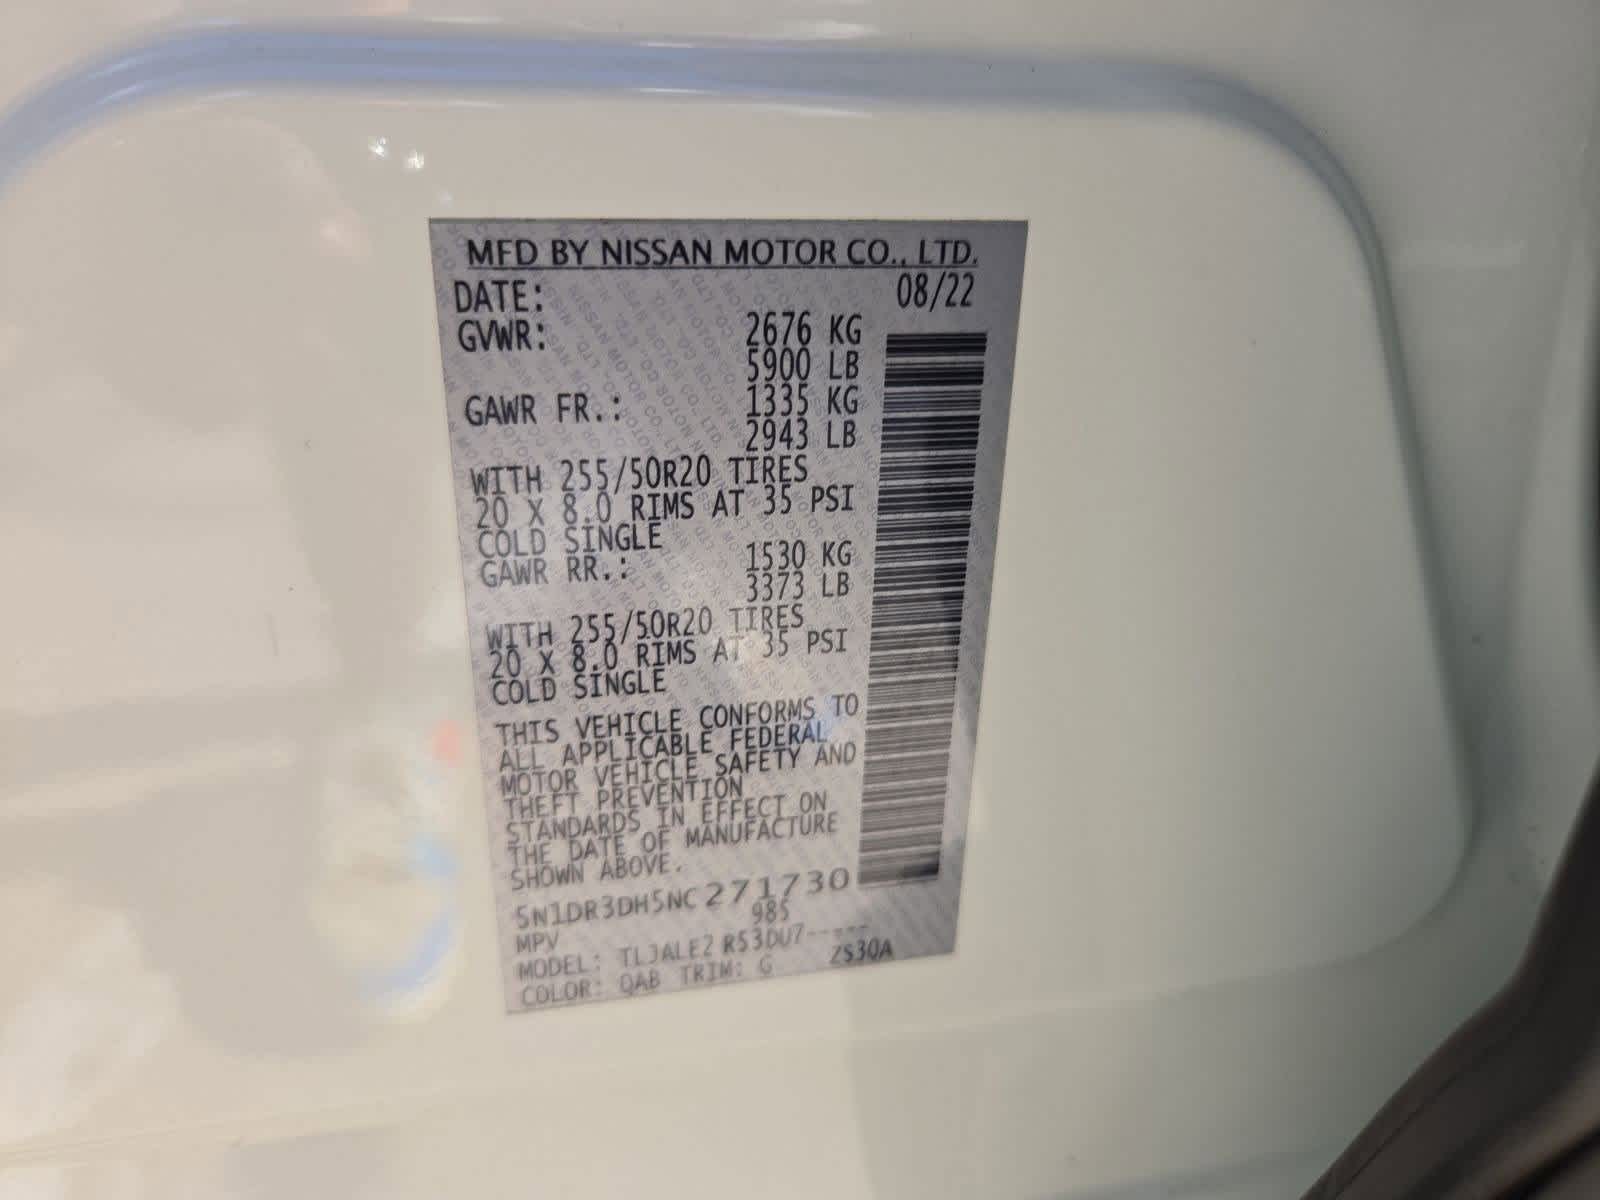 MFD BY NISSAN MOTOR CO., LTD.
DATE: 08/22
GVWR: 2676 KG
5900 LB
GAWR FR.: 1335 KG
2943 LB
WITH 255/50R20 TIRES
20 X 8.0 RIMS AT 35 PSI
COLD SINGLE
GAWR RR.: 1530 KG
3373 LB
WITH 255/50R20 TIRES
20 X 8.0 RIMS AT 35 PSI
COLD SINGLE
THIS VEHICLE CONFORMS TO
ALL APPLICABLE FEDERAL
MOTOR VEHICLE SAFETY AND
THEFT PREVENTION
STANDARDS IN EFFECT ON
THE DATE OF MANUFACTURE
SHOWN ABOVE.
5N1DR3DH5NC271730
MPV 985
MODEL: TLJALE2 R53DU7-----
COLOR: QAB TRIM: G ZS30A